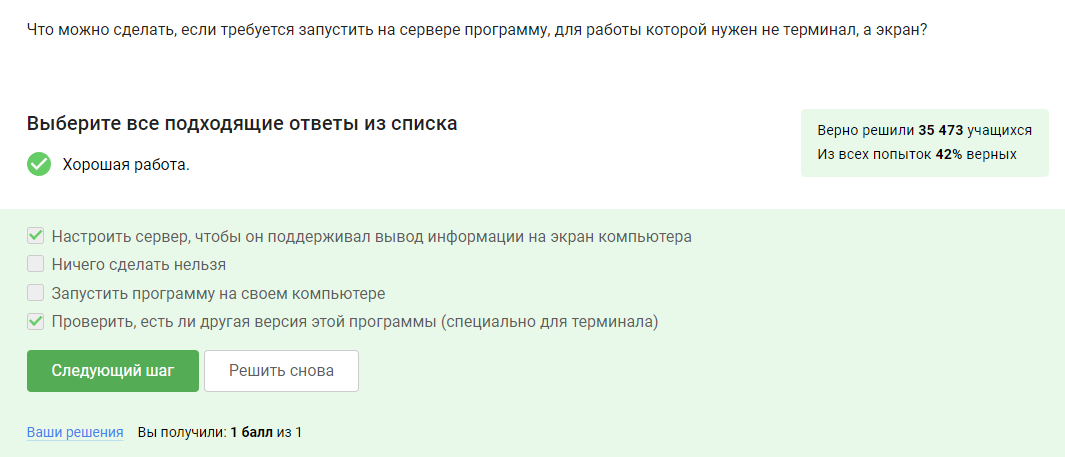 Что можно сделать, если требуется запустить на сервере программу, для работы которой нужен не терминал, а экран?
Выберите все подходящие ответы из списка
Хорошая работа.
Верно решили 35 473 учащихся
Из всех попыток 42% верных
Настроить сервер, чтобы он поддерживал вывод информации на экран компьютера
Ничего сделать нельзя
Запустить программу на своем компьютере
Проверить, есть ли другая версия этой программы (специально для терминала)
Следующий шаг
Решить снова
Ваши решения Вы получили: 1 балл из 1